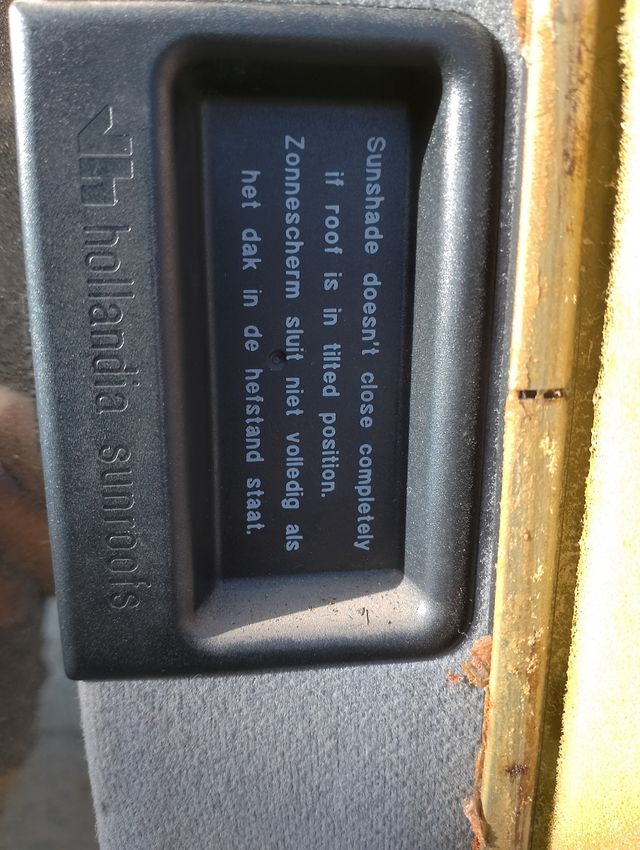 Sunshade doesn't close completely
if roof is in tilted position.
Zonnescherm sluit niet volledig als
het dak in de hefstand staat.
hollandia sunroofs